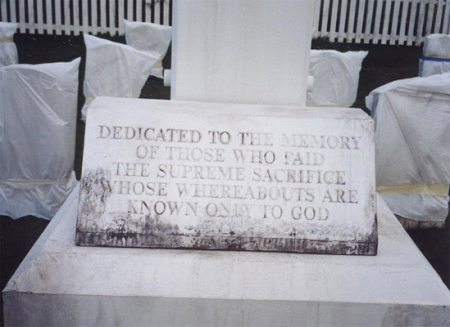 DEDICATED TO THE MEMORY
OF THOSE WHO PAID
THE SUPREME SACRIFICE
WHOSE WHEREABOUTS ARE
KNOWN ONLY TO GOD